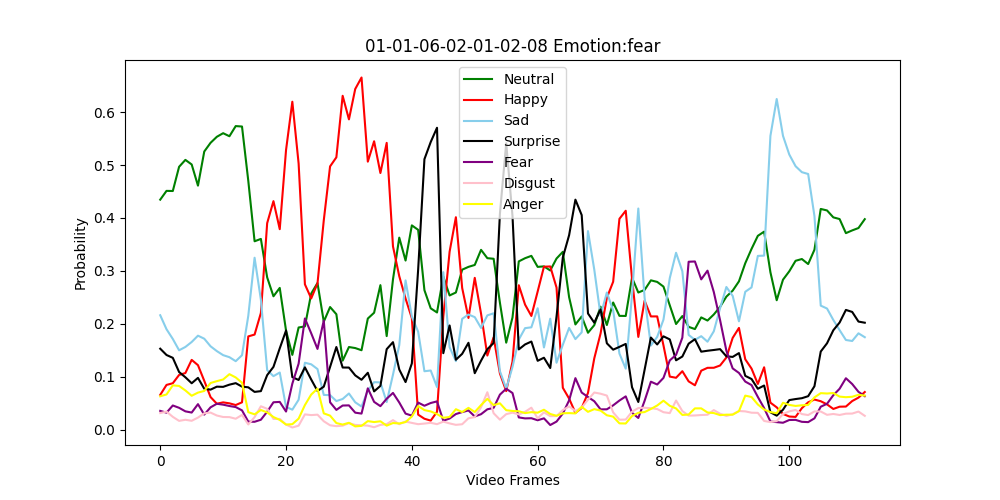 01-01-06-02-01-02-08 Emotion:fear
Neutral
Happy
Sad
Surprise
Fear
Disgust
Anger
Probability
0.6
0.5
0.4
0.3
0.2
0.1
0.0
0 20 40 60 80 100
Video Frames